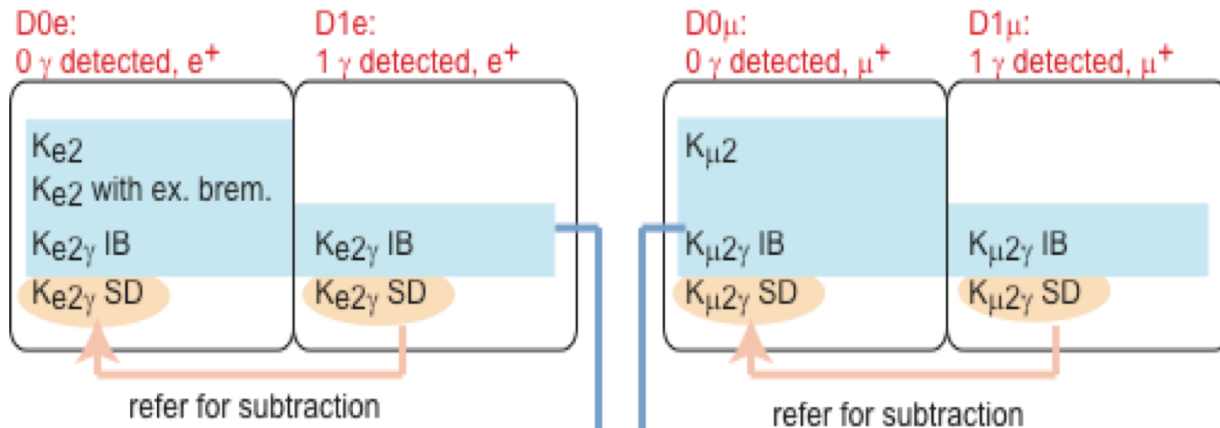 D0e:
0 γ detected, e⁺
D1e:
1 γ detected, e⁺
D0μ:
0 γ detected, μ⁺
D1μ:
1 γ detected, μ⁺
Ke2
Ke2 with ex. brem.
Ke2γ IB
Ke2γ SD
Ke2γ IB
Ke2γ SD
Kμ2
Kμ2γ IB
Kμ2γ SD
Kμ2γ IB
Kμ2γ SD
refer for subtraction
refer for subtraction